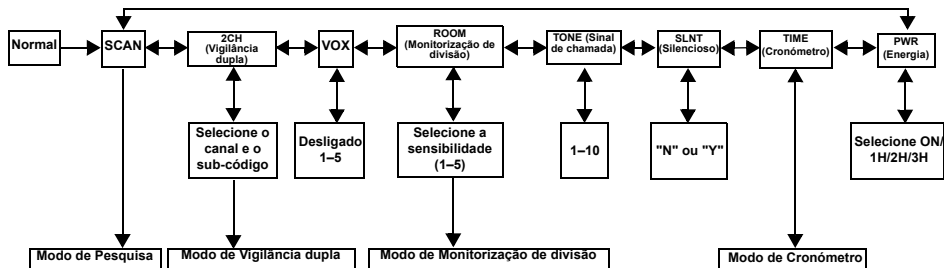 Normal
SCAN
2CH
(Vigilância
dupla)
VOX
ROOM
(Monitorização de
divisão)
TONE (Sinal
de chamada)
SLNT
(Silencioso)
TIME
(Cronómetro)
PWR
(Energia)
Selecione o
canal e o
sub-código
Desligado
1–5
Selecione a
sensibilidade
(1–5)
1–10
"N" ou "Y"
Selecione ON/
1H/2H/3H
Modo de Pesquisa
Modo de Vigilância dupla
Modo de Monitorização de divisão
Modo de Cronómetro